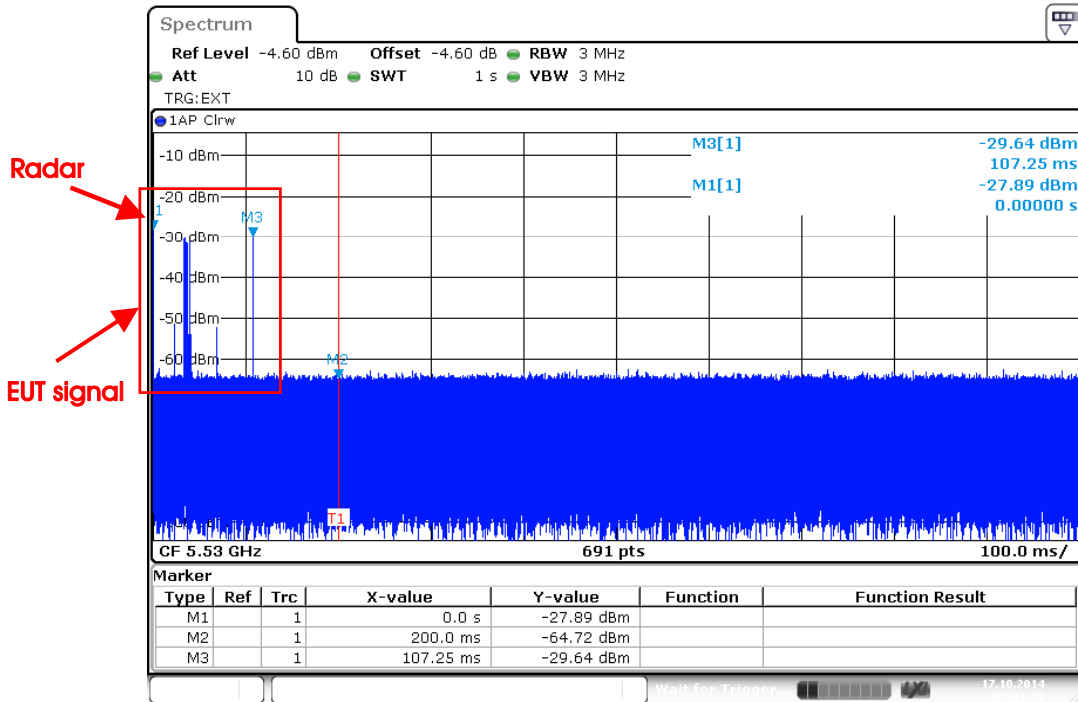 Spectrum
Ref Level -4.60 dBm Offset -4.60 dB RBW 3 MHz
Att 10 dB SWT 1 s VBW 3 MHz
TRG:EXT
1AP Clrw
M3[1] -29.64 dBm
107.25 ms
M1[1] -27.89 dBm
0.00000 s
-10 dBm
Radar
-20 dBm
1
M3
-30 dBm
-40 dBm
-50 dBm
-60 dBm
M2
EUT signal
T1
CF 5.53 GHz 691 pts 100.0 ms/
Marker
Type Ref Trc X-value Y-value Function Function Result
M1 1 0.0 s -27.89 dBm
M2 1 200.0 ms -64.72 dBm
M3 1 107.25 ms -29.64 dBm
Wait for Trigger... 17.10.2014